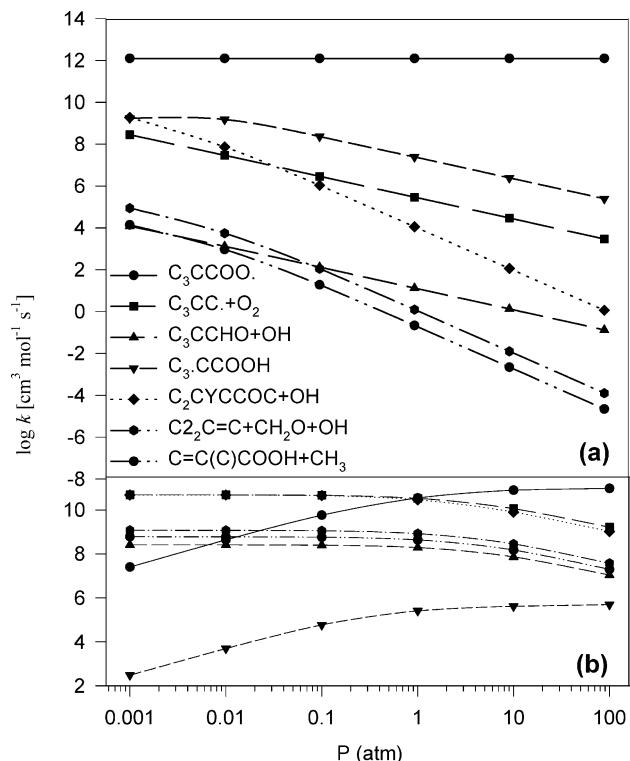 14
12
10
8
6
4
2
0
-2
-4
-6
-8
C₃CCOO.
C₃CC.+O₂
C₃CCHO+OH
C₃.CCOOH
C₂CYCCOC+OH
C2₂C=C+CH₂O+OH
C=C(C)COOH+CH₃
(a)
log k [cm³ mol⁻¹ s⁻¹]
10
8
6
4
2
(b)
0.001 0.01 0.1 1 10 100
P (atm)